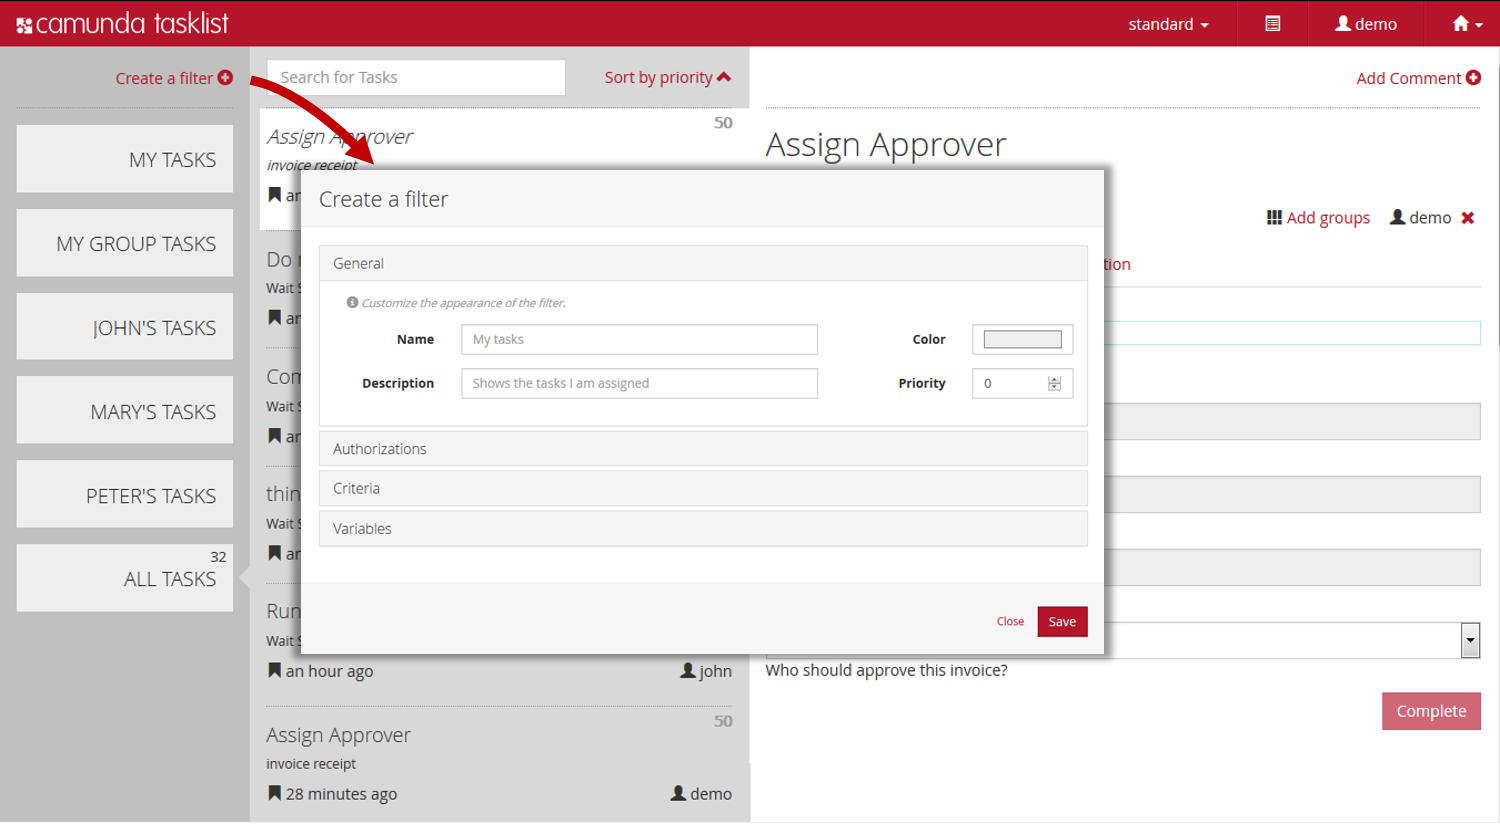 camunda tasklist
standard
demo
Create a filter
Search for Tasks
Sort by priority
Add Comment
MY TASKS
MY GROUP TASKS
JOHN'S TASKS
MARY'S TASKS
PETER'S TASKS
32
ALL TASKS
50
Assign Approver
invoice receipt
an
Do
Wait S
an
Com
Wait S
an
thin
Wait S
an
Run
Wait S
an hour ago
john
50
Assign Approver
invoice receipt
28 minutes ago
demo
Create a filter
General
Customize the appearance of the filter.
Name
My tasks
Color
Description
Shows the tasks I am assigned
Priority
0
Authorizations
Criteria
Variables
Close
Save
Assign Approver
Add groups
demo
tion
Who should approve this invoice?
Complete